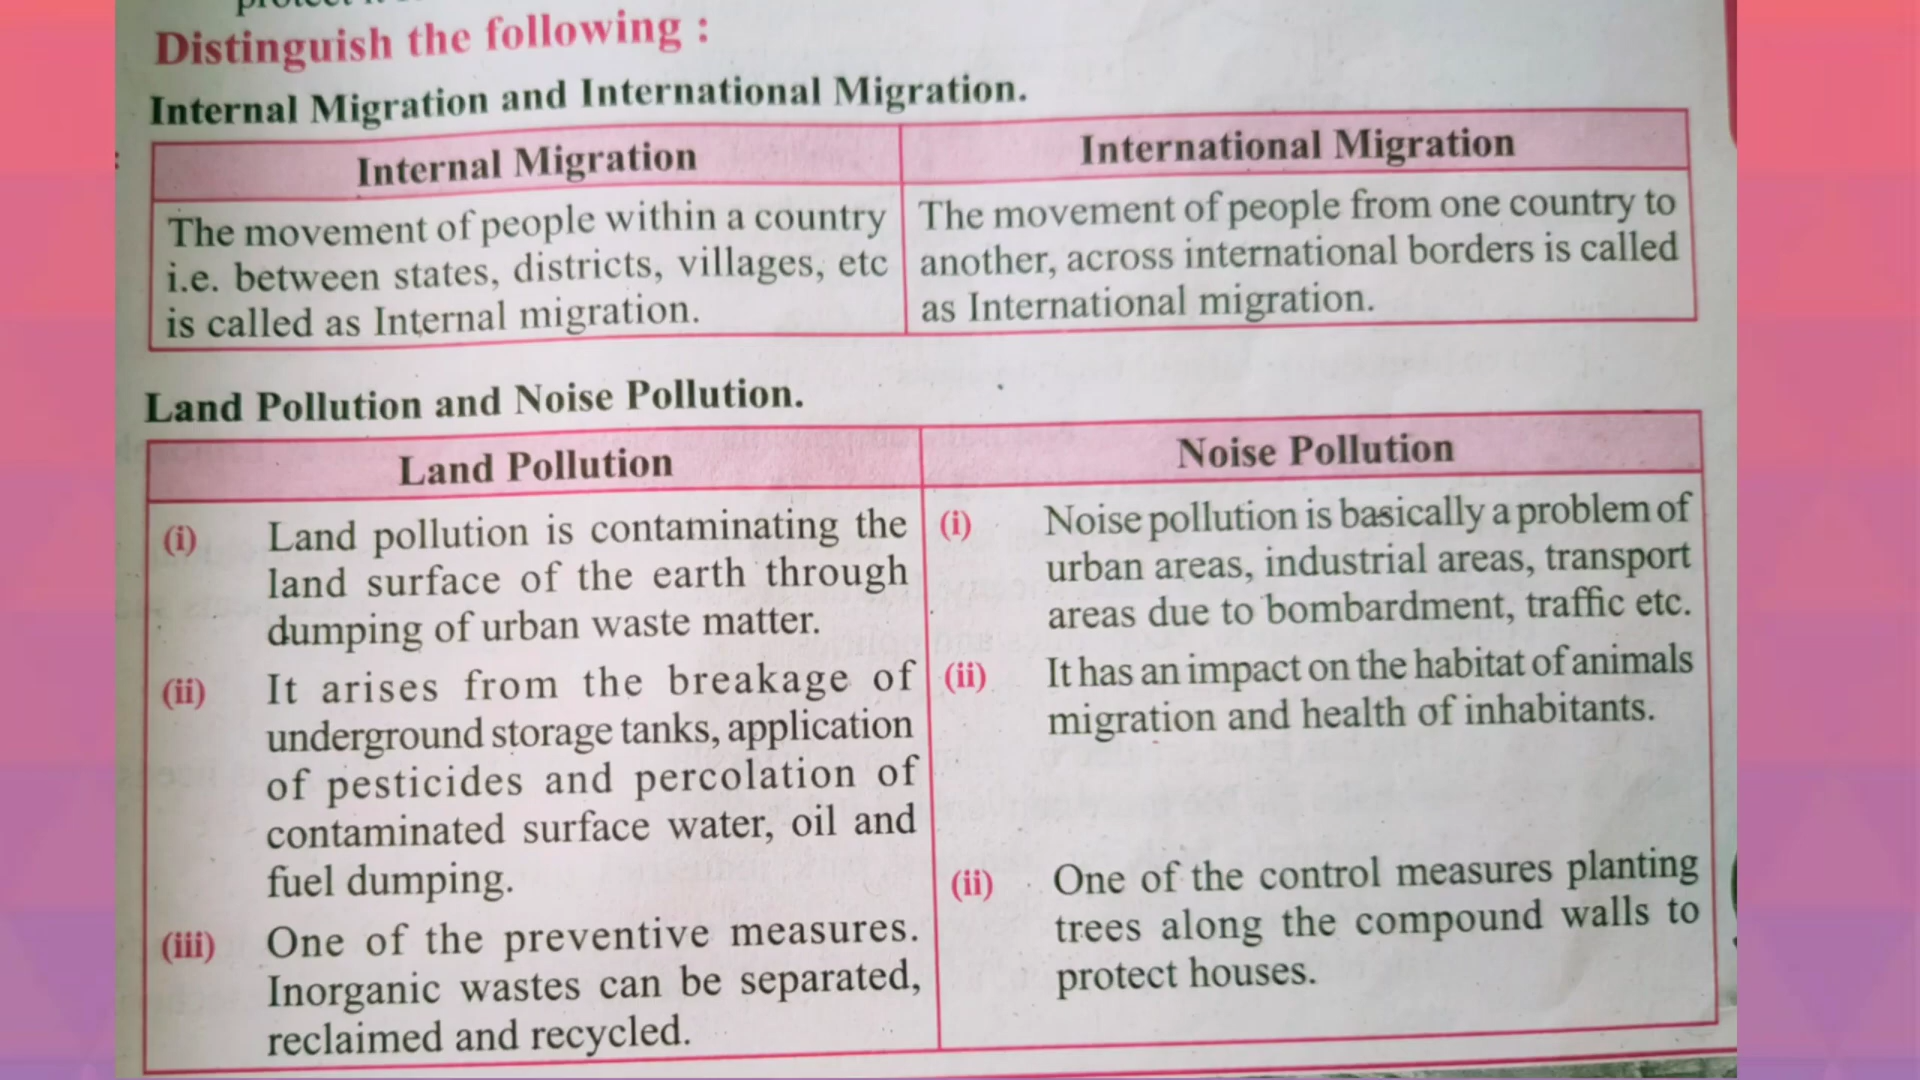 Distinguish the following :
Internal Migration and International Migration.
Internal Migration
The movement of people within a country
i.e. between states, districts, villages, etc
is called as Internal migration.
International Migration
The movement of people from one country to
another, across international borders is called
as International migration.
Land Pollution and Noise Pollution.
Land Pollution
(i) Land pollution is contaminating the
land surface of the earth through
dumping of urban waste matter.
(ii) It arises from the breakage of
underground storage tanks, application
of pesticides and percolation of
contaminated surface water, oil and
fuel dumping.
(iii) One of the preventive measures.
Inorganic wastes can be separated,
reclaimed and recycled.
Noise Pollution
(i) Noise pollution is basically a problem of
urban areas, industrial areas, transport
areas due to bombardment, traffic etc.
(ii) It has an impact on the habitat of animals
migration and health of inhabitants.
(ii) One of the control measures planting
trees along the compound walls to
protect houses.